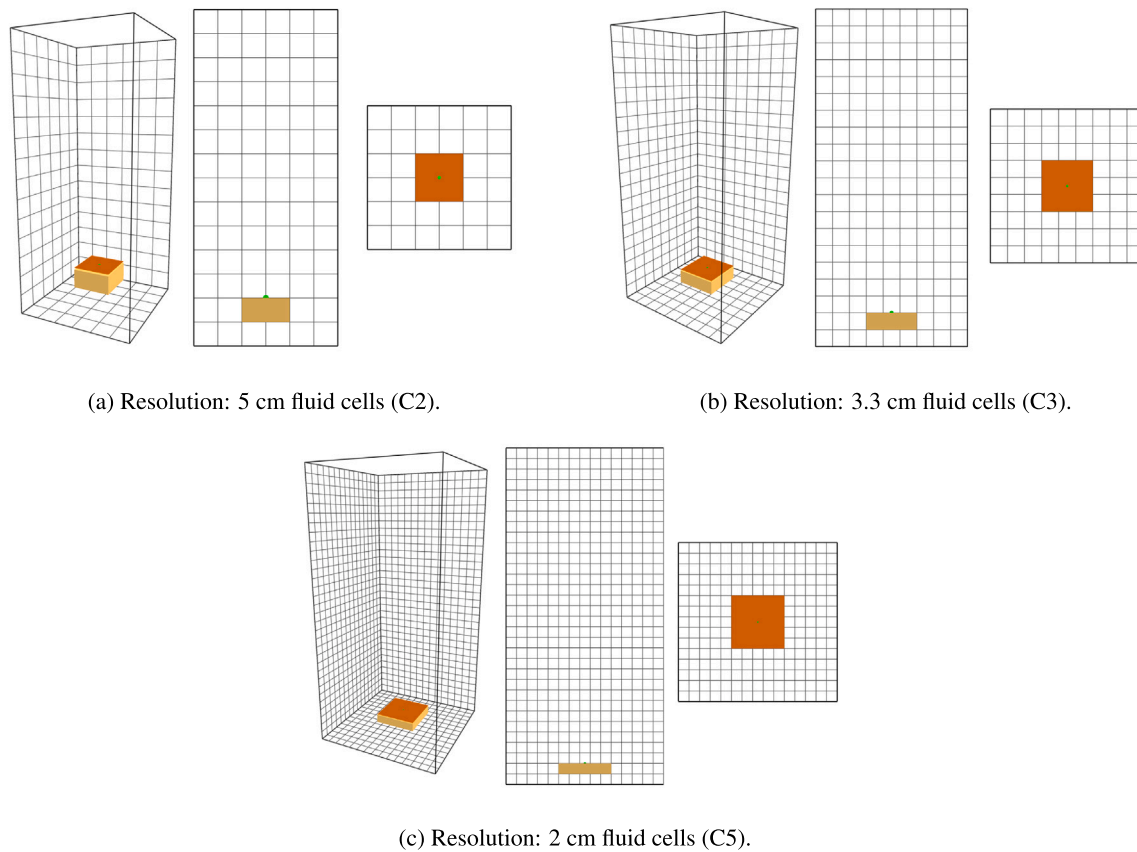 (a) Resolution: 5 cm fluid cells (C2).
(b) Resolution: 3.3 cm fluid cells (C3).
(c) Resolution: 2 cm fluid cells (C5).